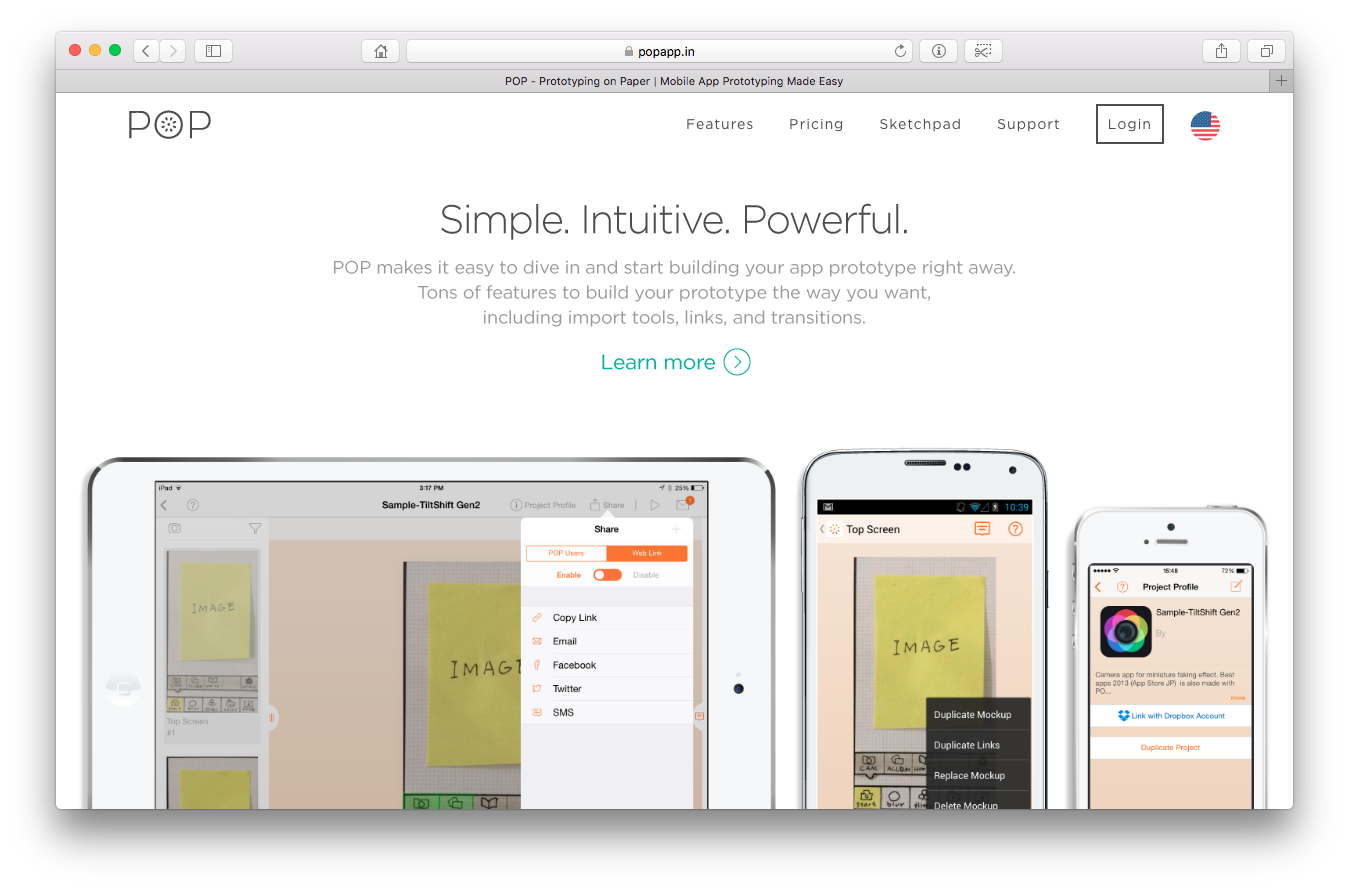 popapp.in
POP - Prototyping on Paper | Mobile App Prototyping Made Easy
POP
Features
Pricing
Sketchpad
Support
Login
Simple. Intuitive. Powerful.
POP makes it easy to dive in and start building your app prototype right away.
Tons of features to build your prototype the way you want,
including import tools, links, and transitions.
Learn more
iPad
3:17 PM
25%
Sample-TiltShift Gen2
Project Profile
Share
1
Share
POP Users
Web Link
Enable
Disable
Copy Link
Email
Facebook
Twitter
SMS
IMAGE
Top Screen
#1
IMAGE
10:39
Top Screen
IMAGE
CAM
ALLBUM
start
blur
Duplicate Mockup
Duplicate Links
Replace Mockup
Delete Mockup
15:48
72%
Project Profile
Sample-TiltShift Gen2
By
Camera app for miniature taking effect. Best
apps 2013 (App Store JP) is also made with
PO...
more
Link with Dropbox Account
Duplicate Project